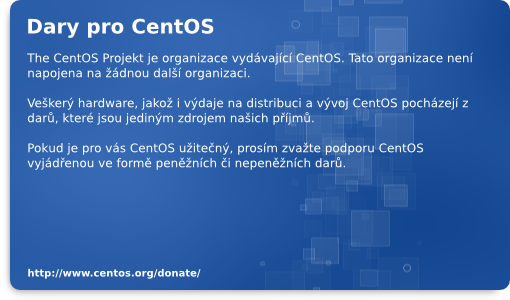 Dary pro CentOS
The CentOS Projekt je organizace vydávající CentOS. Tato organizace není
napojena na žádnou další organizaci.
Veškerý hardware, jakož i výdaje na distribuci a vývoj CentOS pocházejí z
darů, které jsou jediným zdrojem našich příjmů.
Pokud je pro vás CentOS užitečný, prosím zvažte podporu CentOS
vyjádřenou ve formě peněžních či nepeněžních darů.
http://www.centos.org/donate/